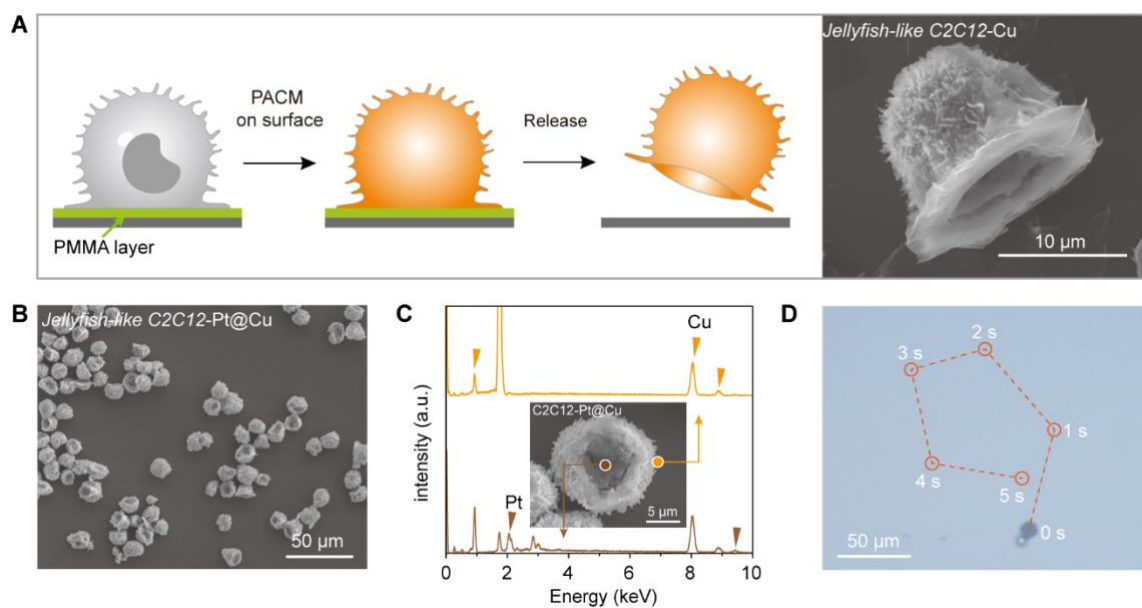 A
PACM
on surface
Release
PMMA layer
Jellyfish-like C2C12-Cu
10 µm
B
Jellyfish-like C2C12-Pt@Cu
50 µm
C
intensity (a.u.)
Cu
C2C12-Pt@Cu
5 µm
Pt
0 2 4 6 8 10
Energy (keV)
D
2 s
3 s
1 s
4 s
5 s
0 s
50 µm